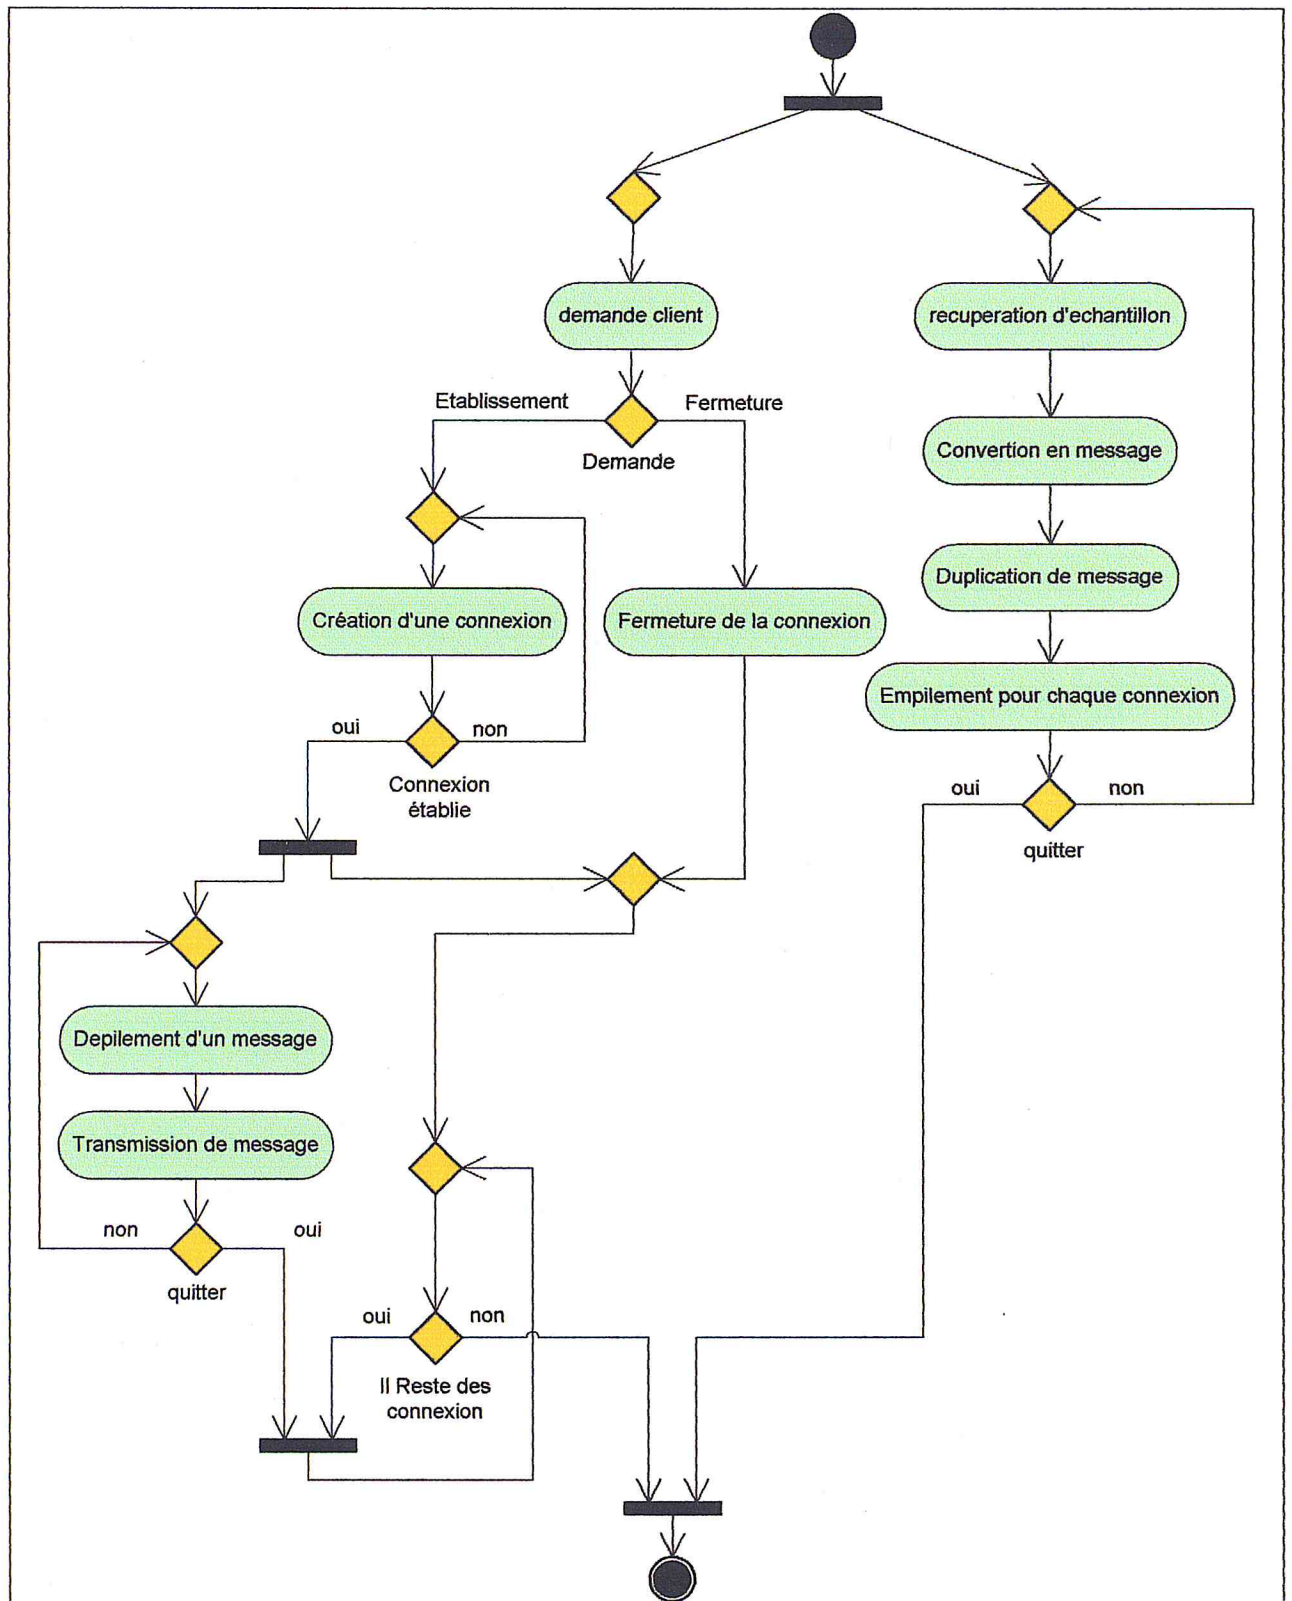 demande client
recuperation d'echantillon
Etablissement
Fermeture
Demande
Convertion en message
Duplication de message
Création d'une connexion
Fermeture de la connexion
Empilement pour chaque connexion
oui
non
Connexion
établie
oui
non
quitter
Depilement d'un message
Transmission de message
non
oui
quitter
oui
non
Il Reste des
connexion